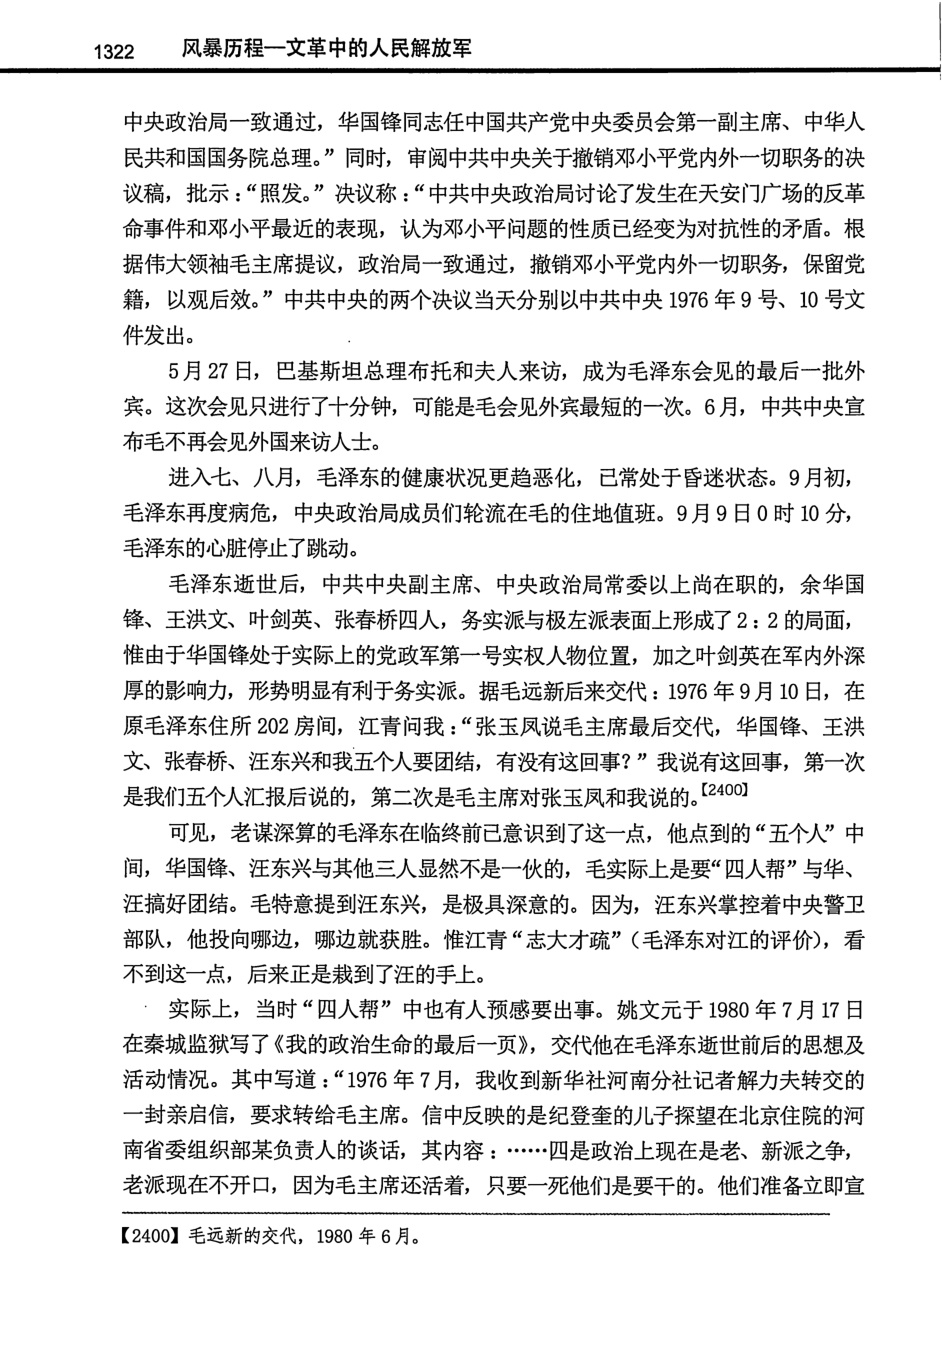 1322 风暴历程—文革中的人民解放军
中央政治局一致通过，华国锋同志任中国共产党中央委员会第一副主席、中华人
民共和国国务院总理。”同时，审阅中共中央关于撤销邓小平党内外一切职务的决
议稿，批示：“照发。”决议称：“中共中央政治局讨论了发生在天安门广场的反革
命事件和邓小平最近的表现，认为邓小平问题的性质已经变为对抗性的矛盾。根
据伟大领袖毛主席提议，政治局一致通过，撤销邓小平党内外一切职务，保留党
籍，以观后效。”中共中央的两个决议当天分别以中共中央 1976 年 9 号、10 号文
件发出。
5 月 27 日，巴基斯坦总理布托和夫人来访，成为毛泽东会见的最后一批外
宾。这次会见只进行了十分钟，可能是毛会见外宾最短的一次。6 月，中共中央宣
布毛不再会见外国来访人士。
进入七、八月，毛泽东的健康状况更趋恶化，已常处于昏迷状态。9 月初，
毛泽东再度病危，中央政治局成员们轮流在毛的住地值班。9 月 9 日 0 时 10 分，
毛泽东的心脏停止了跳动。
毛泽东逝世后，中共中央副主席、中央政治局常委以上尚在职的，余华国
锋、王洪文、叶剑英、张春桥四人，务实派与极左派表面上形成了 2：2 的局面，
惟由于华国锋处于实际上的党政军第一号实权人物位置，加之叶剑英在军内外深
厚的影响力，形势明显有利于务实派。据毛远新后来交代：1976 年 9 月 10 日，在
原毛泽东住所 202 房间，江青问我：“张玉凤说毛主席最后交代，华国锋、王洪
文、张春桥、汪东兴和我五个人要团结，有没有这回事？”我说有这回事，第一次
是我们五个人汇报后说的，第二次是毛主席对张玉凤和我说的。【2400】
可见，老谋深算的毛泽东在临终前已意识到了这一点，他点到的“五个人”中
间，华国锋、汪东兴与其他三人显然不是一伙的，毛实际上是要“四人帮”与华、
汪搞好团结。毛特意提到汪东兴，是极具深意的。因为，汪东兴掌控着中央警卫
部队，他投向哪边，哪边就获胜。惟江青“志大才疏”（毛泽东对江的评价），看
不到这一点，后来正是栽到了汪的手上。
实际上，当时“四人帮”中也有人预感要出事。姚文元于 1980 年 7 月 17 日
在秦城监狱写了《我的政治生命的最后一页》，交代他在毛泽东逝世前后的思想及
活动情况。其中写道：“1976 年 7 月，我收到新华社河南分社记者解力夫转交的
一封亲启信，要求转给毛主席。信中反映的是纪登奎的儿子探望在北京住院的河
南省委组织部某负责人的谈话，其内容：……四是政治上现在是老、新派之争，
老派现在不开口，因为毛主席还活着，只要一死他们是要干的。他们准备立即宣
【2400】毛远新的交代，1980 年 6 月。